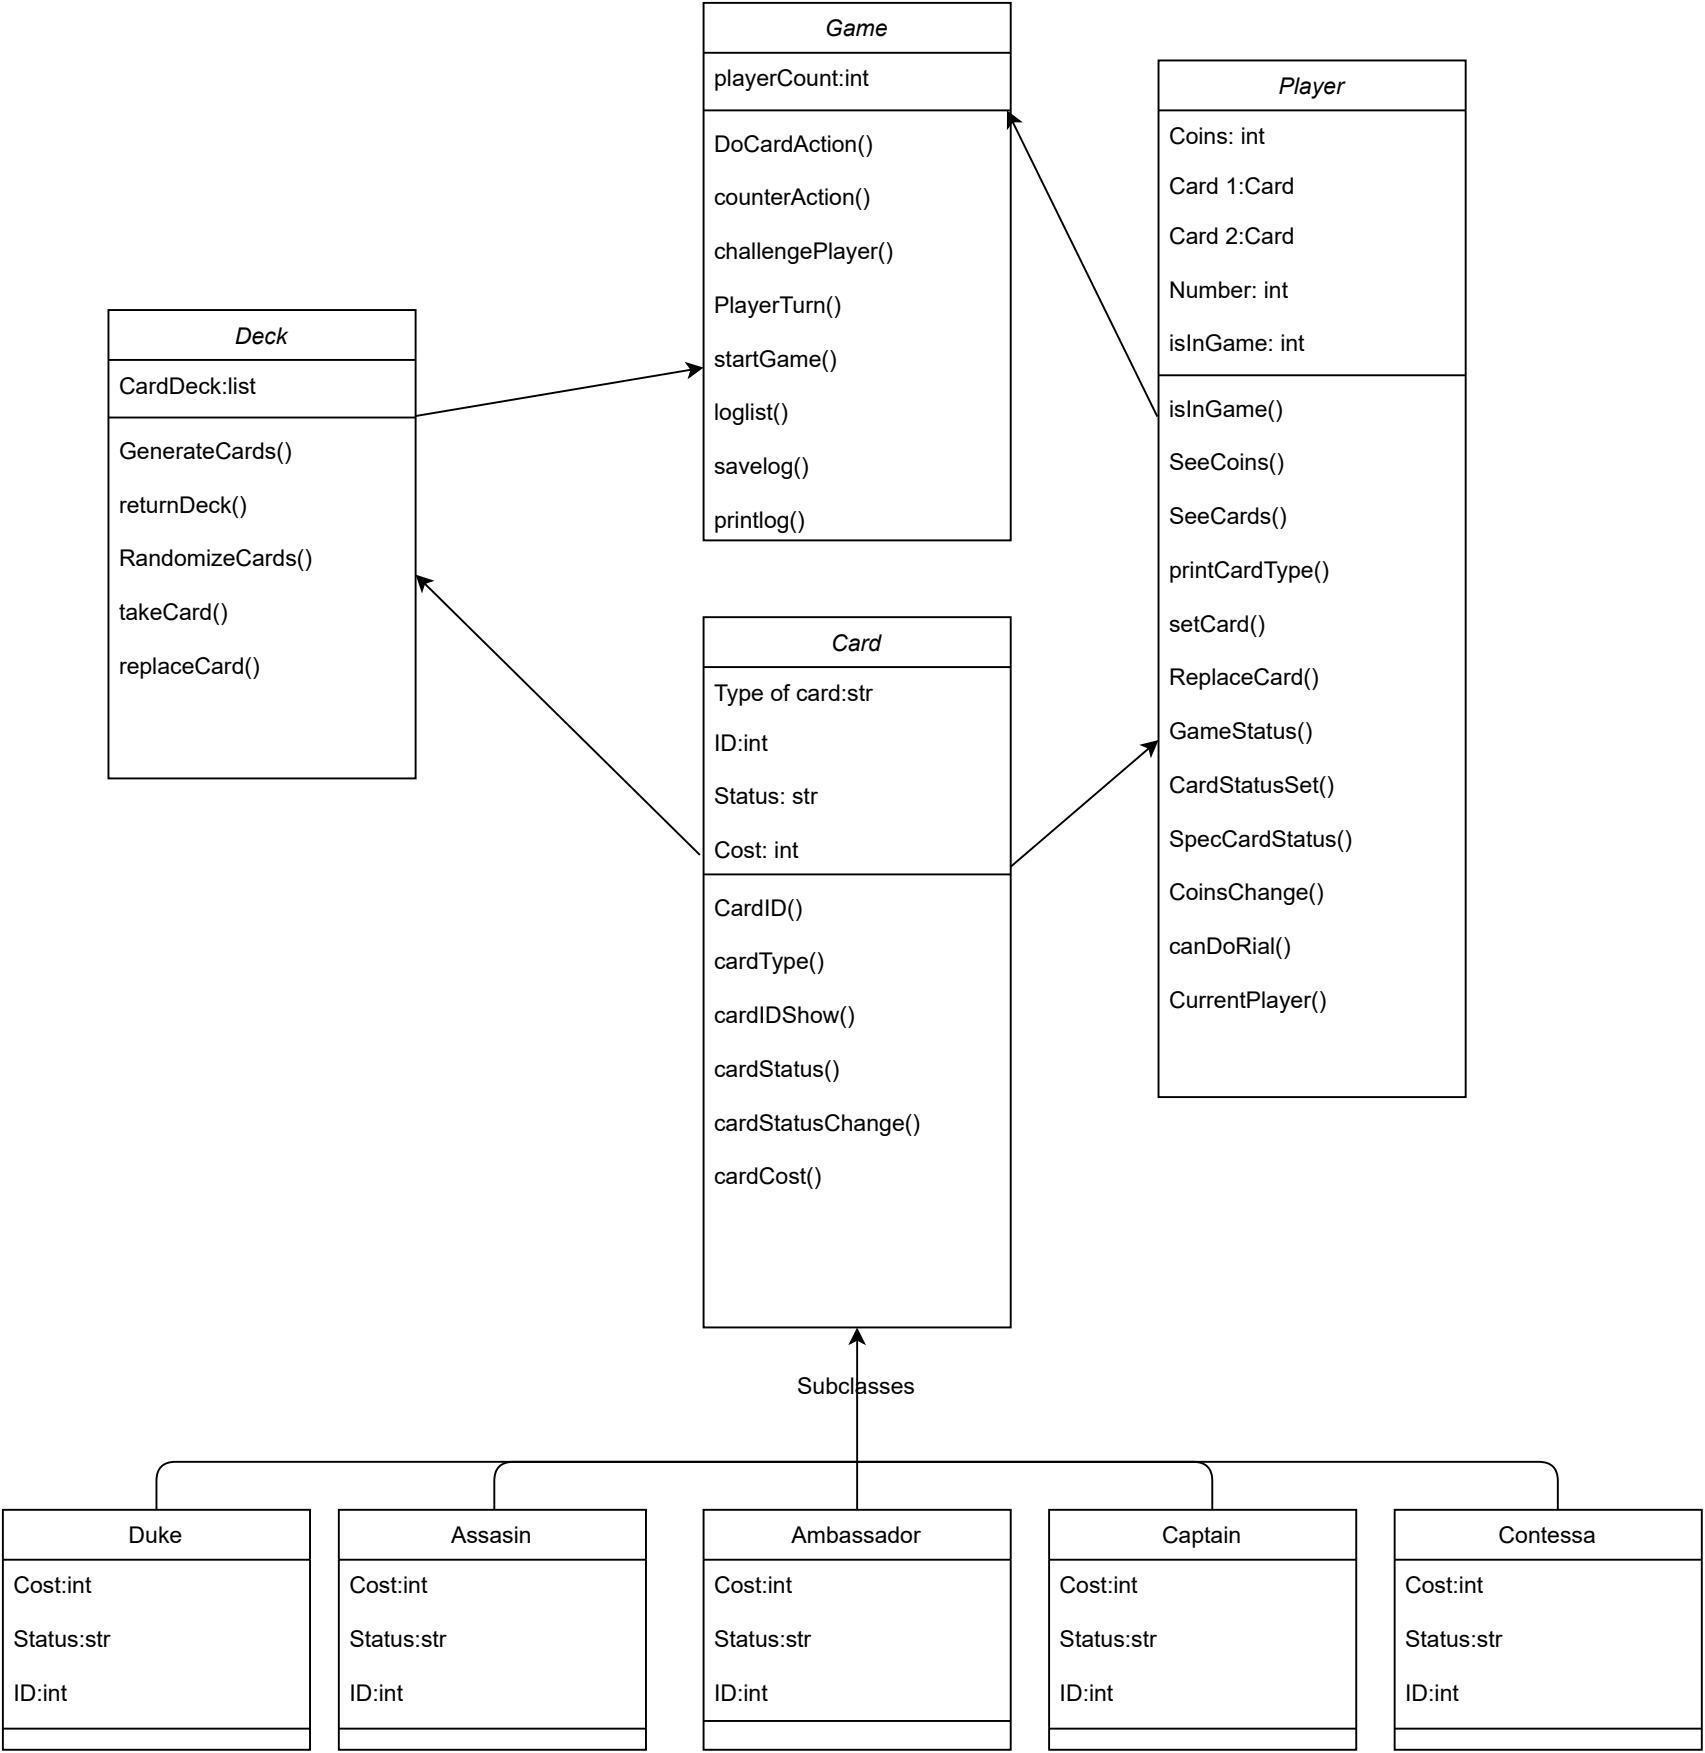 Game
playerCount:int
DoCardAction()
counterAction()
challengePlayer()
PlayerTurn()
startGame()
loglist()
savelog()
printlog()
Player
Coins: int
Card 1:Card
Card 2:Card
Number: int
isInGame: int
isInGame()
SeeCoins()
SeeCards()
printCardType()
setCard()
ReplaceCard()
GameStatus()
CardStatusSet()
SpecCardStatus()
CoinsChange()
canDoRial()
CurrentPlayer()
Deck
CardDeck:list
GenerateCards()
returnDeck()
RandomizeCards()
takeCard()
replaceCard()
Card
Type of card:str
ID:int
Status: str
Cost: int
CardID()
cardType()
cardIDShow()
cardStatus()
cardStatusChange()
cardCost()
Subclasses
Duke
Cost:int
Status:str
ID:int
Assasin
Cost:int
Status:str
ID:int
Ambassador
Cost:int
Status:str
ID:int
Captain
Cost:int
Status:str
ID:int
Contessa
Cost:int
Status:str
ID:int